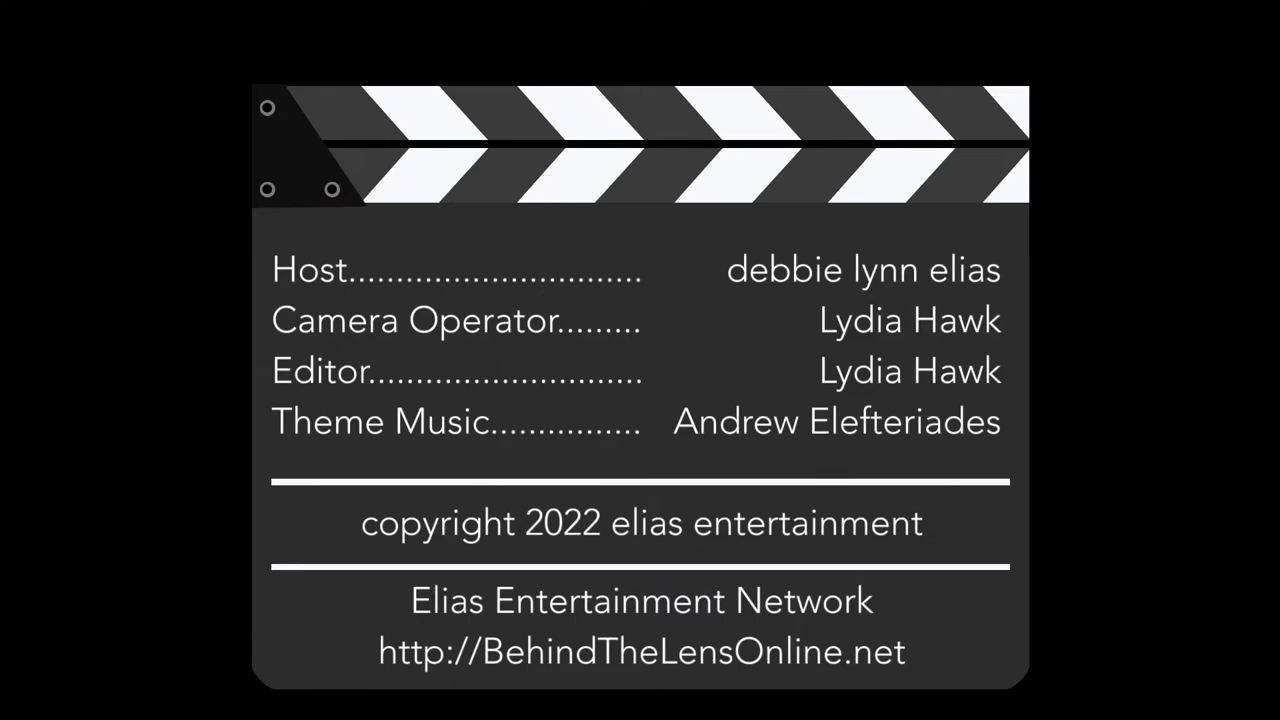 Host............................... debbie lynn elias
Camera Operator......... Lydia Hawk
Editor............................. Lydia Hawk
Theme Music................ Andrew Elefteriades
copyright 2022 elias entertainment
Elias Entertainment Network
http://BehindTheLensOnline.net